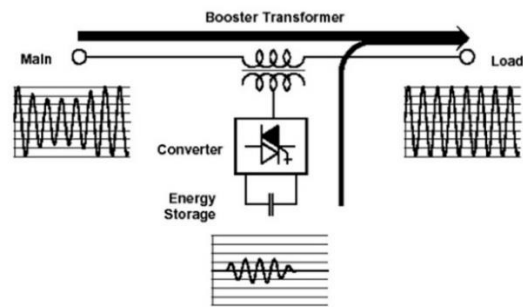 Booster Transformer
Main
Load
Converter
Energy
Storage